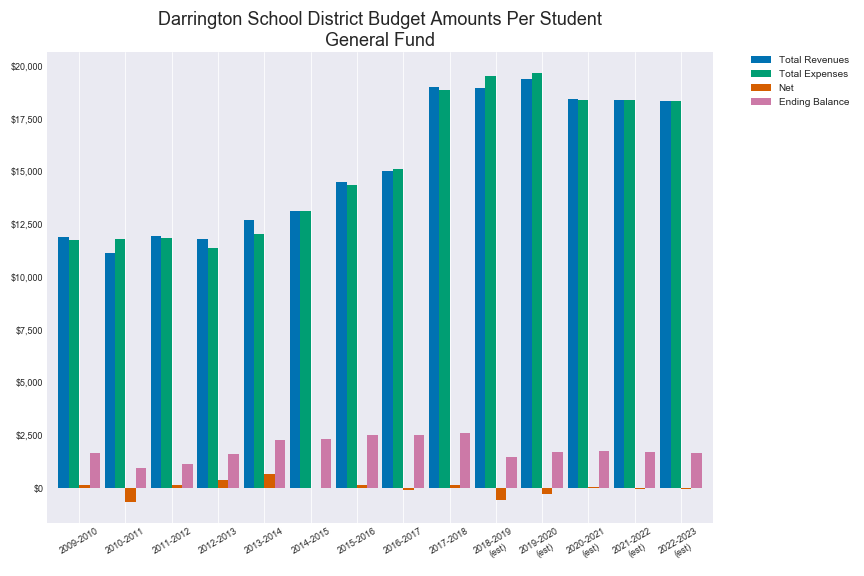 Darrington School District Budget Amounts Per Student
General Fund
Total Revenues
Total Expenses
Net
Ending Balance
$20,000
$17,500
$15,000
$12,500
$10,000
$7,500
$5,000
$2,500
$0
2009-2010
2010-2011
2011-2012
2012-2013
2013-2014
2014-2015
2015-2016
2016-2017
2017-2018
2018-2019
(est)
2019-2020
(est)
2020-2021
(est)
2021-2022
(est)
2022-2023
(est)